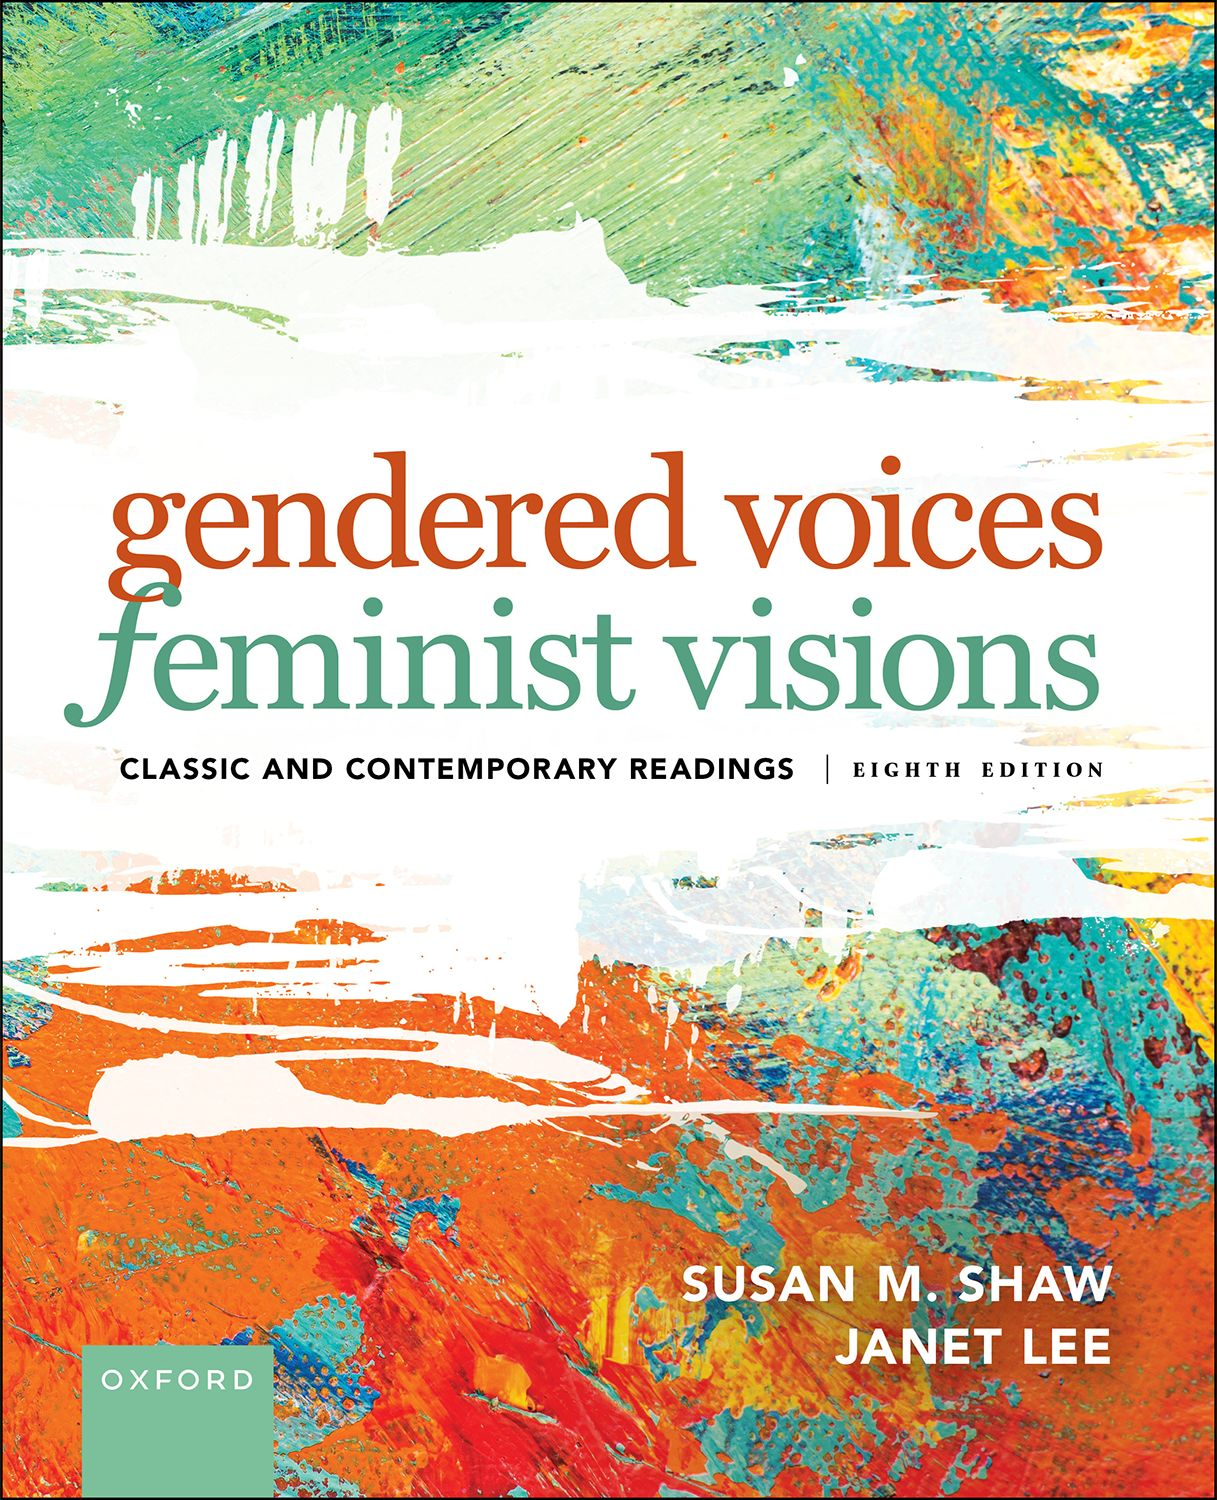 gendered voices
feminist visions
CLASSIC AND CONTEMPORARY READINGS | EIGHTH EDITION
SUSAN M. SHAW
JANET LEE
OXFORD